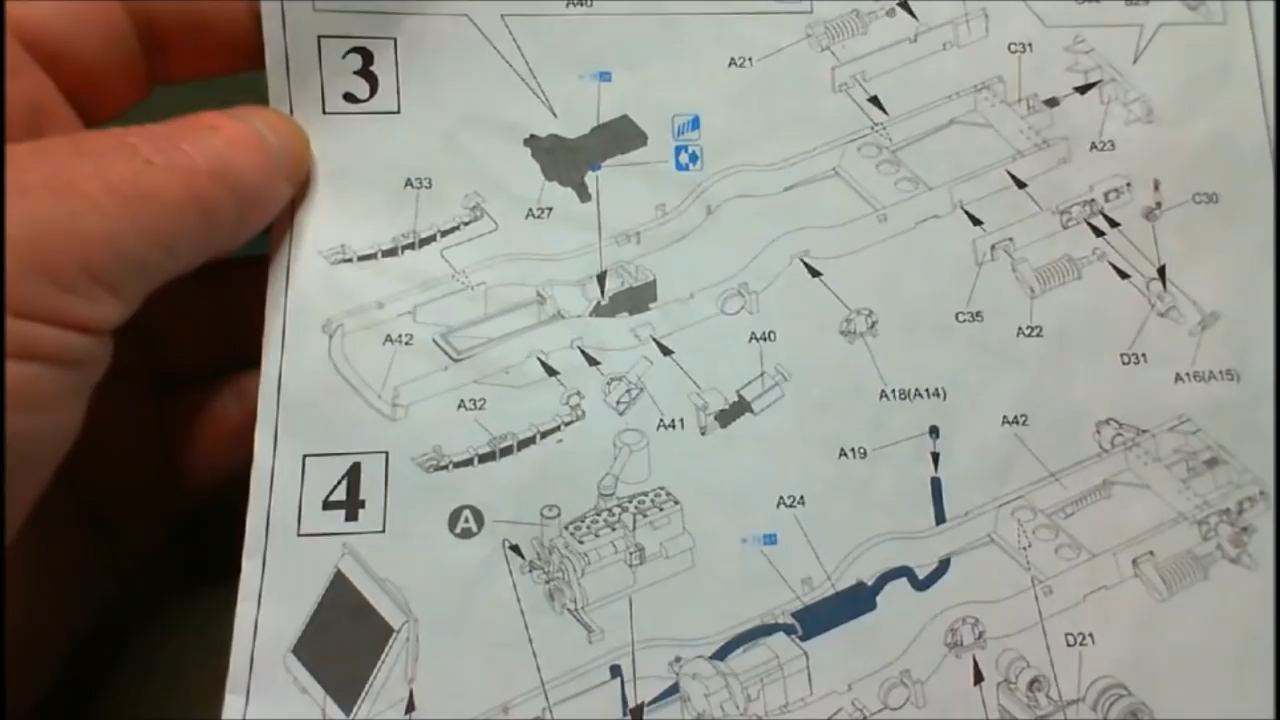 A40
3
A21
C31
A23
A33
A27
C30
C35
A22
D31
A16(A15)
A42
A40
A18(A14)
A32
A41
4
A
A19
A42
A24
D21